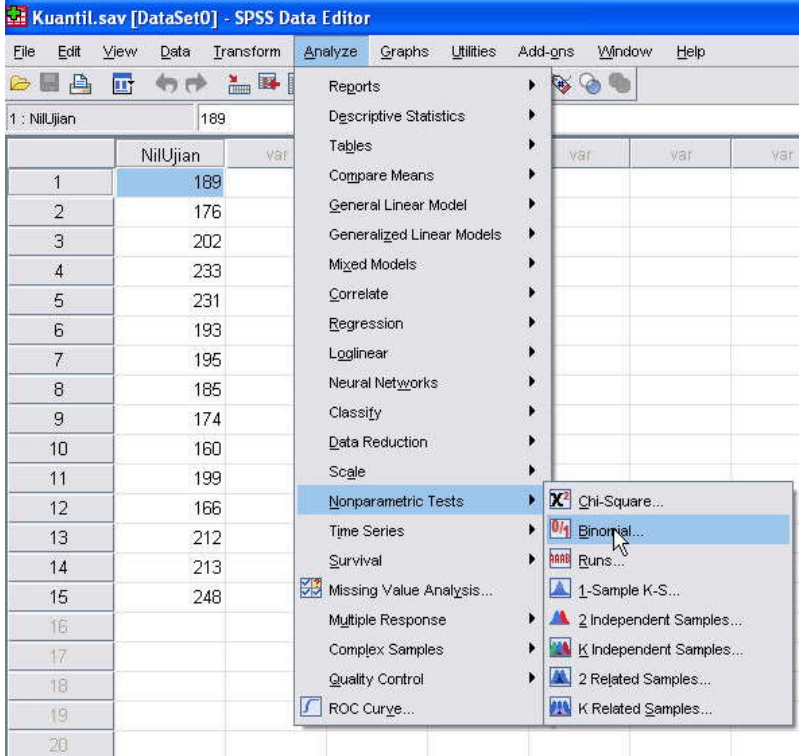 Kuantil.sav [DataSet0] - SPSS Data Editor
File Edit View Data Transform Analyze Graphs Utilities Add-ons Window Help
1 : NilUjian 189
NilUjian var var var var
1 189
2 176
3 202
4 233
5 231
6 193
7 195
8 185
9 174
10 160
11 199
12 166
13 212
14 213
15 248
16
17
18
19
20
Reports
Descriptive Statistics
Tables
Compare Means
General Linear Model
Generalized Linear Models
Mixed Models
Correlate
Regression
Loglinear
Neural Networks
Classify
Data Reduction
Scale
Nonparametric Tests
Time Series
Survival
Missing Value Analysis...
Multiple Response
Complex Samples
Quality Control
ROC Curve...
Χ² Chi-Square...
0/1 Binomial...
AAAB Runs...
1-Sample K-S...
2 Independent Samples...
K Independent Samples...
2 Related Samples...
K Related Samples...